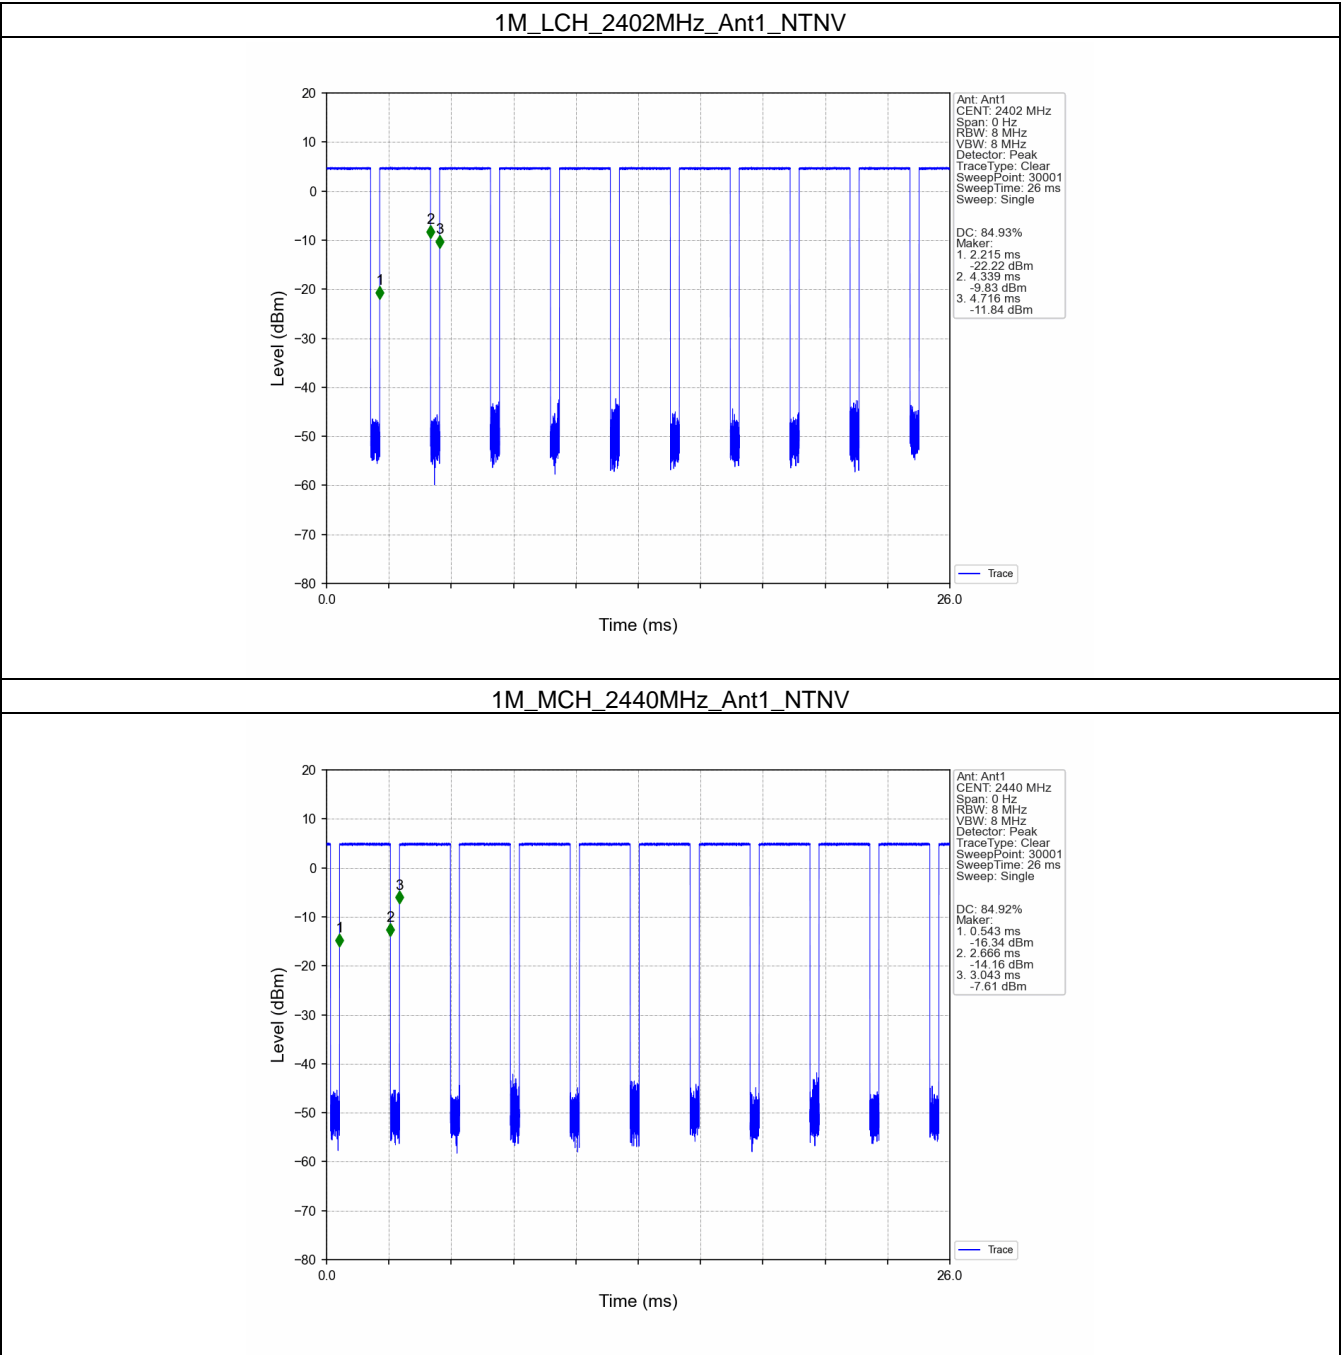 1M_LCH_2402MHz_Ant1_NTNV
20
10
0
−10
−20
−30
−40
−50
−60
−70
−80
Level (dBm)
1
2
3
0.0
26.0
Time (ms)
Ant: Ant1
CENT: 2402 MHz
Span: 0 Hz
RBW: 8 MHz
VBW: 8 MHz
Detector: Peak
TraceType: Clear
SweepPoint: 30001
SweepTime: 26 ms
Sweep: Single
DC: 84.93%
Maker:
1. 2.215 ms
-22.22 dBm
2. 4.339 ms
-9.83 dBm
3. 4.716 ms
-11.84 dBm
Trace
1M_MCH_2440MHz_Ant1_NTNV
20
10
0
−10
−20
−30
−40
−50
−60
−70
−80
Level (dBm)
1
2
3
0.0
26.0
Time (ms)
Ant: Ant1
CENT: 2440 MHz
Span: 0 Hz
RBW: 8 MHz
VBW: 8 MHz
Detector: Peak
TraceType: Clear
SweepPoint: 30001
SweepTime: 26 ms
Sweep: Single
DC: 84.92%
Maker:
1. 0.543 ms
-16.34 dBm
2. 2.666 ms
-14.16 dBm
3. 3.043 ms
-7.61 dBm
Trace